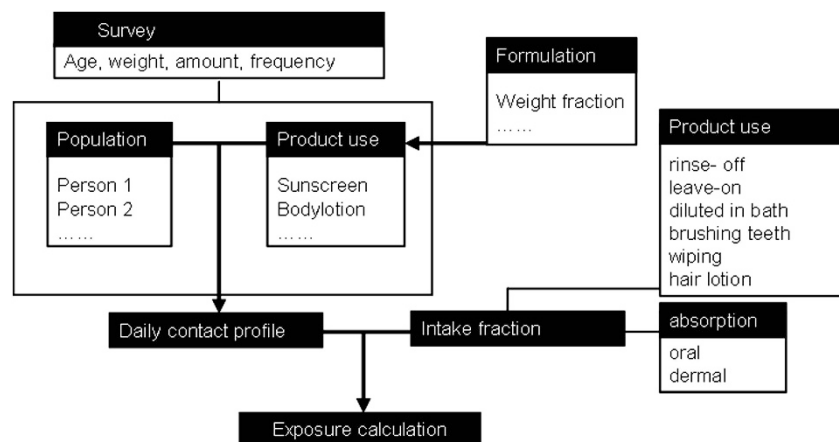 Survey
Age, weight, amount, frequency
Formulation
Weight fraction
……
Population
Person 1
Person 2
……
Product use
Sunscreen
Bodylotion
……
Product use
rinse- off
leave-on
diluted in bath
brushing teeth
wiping
hair lotion
Daily contact profile
Intake fraction
absorption
oral
dermal
Exposure calculation